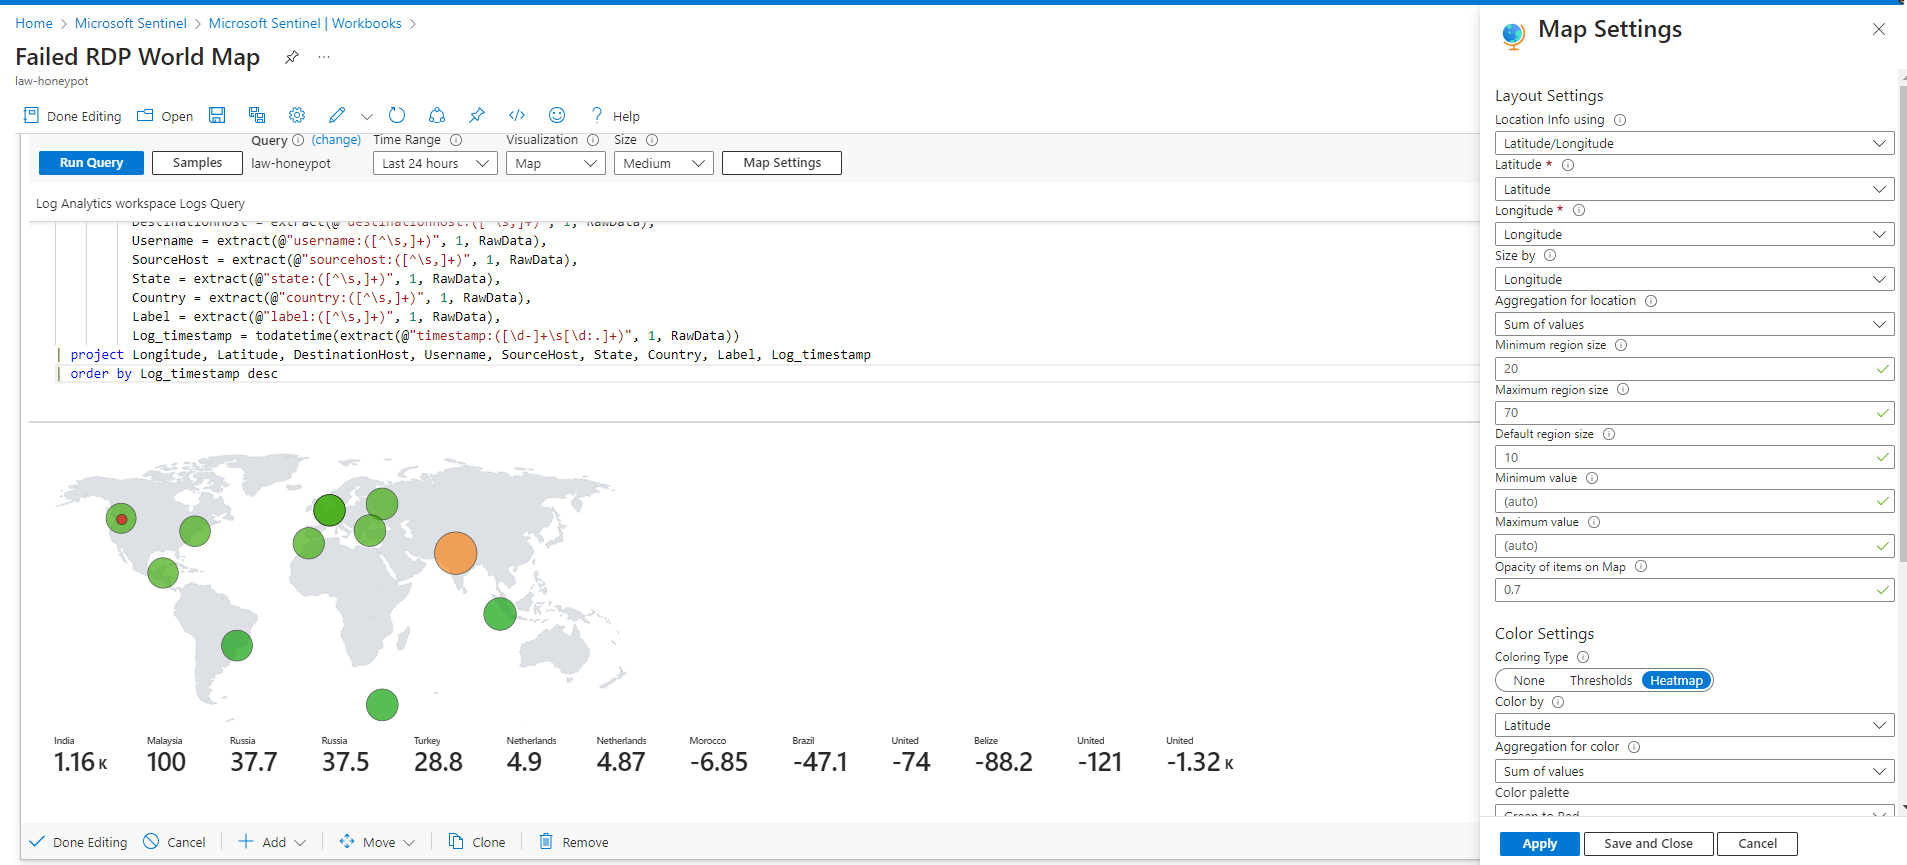 Home > Microsoft Sentinel > Microsoft Sentinel | Workbooks >
Failed RDP World Map ...
law-honeypot
Done Editing Open Help
Query (change) Time Range Visualization Size
Run Query Samples law-honeypot Last 24 hours Map Medium Map Settings
Log Analytics workspace Logs Query
DestinationHost = extract(@"destinationhost:([^\s,]+)", 1, RawData),
Username = extract(@"username:([^\s,]+)", 1, RawData),
SourceHost = extract(@"sourcehost:([^\s,]+)", 1, RawData),
State = extract(@"state:([^\s,]+)", 1, RawData),
Country = extract(@"country:([^\s,]+)", 1, RawData),
Label = extract(@"label:([^\s,]+)", 1, RawData),
Log_timestamp = todatetime(extract(@"timestamp:([\d-]+\s[\d:.]+)", 1, RawData))
| project Longitude, Latitude, DestinationHost, Username, SourceHost, State, Country, Label, Log_timestamp
| order by Log_timestamp desc
India Malaysia Russia Russia Turkey Netherlands Netherlands Morocco Brazil United Belize United United
1.16 K 100 37.7 37.5 28.8 4.9 4.87 -6.85 -47.1 -74 -88.2 -121 -1.32 K
Done Editing Cancel Add Move Clone Remove
Map Settings
Layout Settings
Location Info using
Latitude/Longitude
Latitude *
Latitude
Longitude *
Longitude
Size by
Longitude
Aggregation for location
Sum of values
Minimum region size
20
Maximum region size
70
Default region size
10
Minimum value
(auto)
Maximum value
(auto)
Opacity of items on Map
0.7
Color Settings
Coloring Type
None Thresholds Heatmap
Color by
Latitude
Aggregation for color
Sum of values
Color palette
Green to Red
Apply Save and Close Cancel